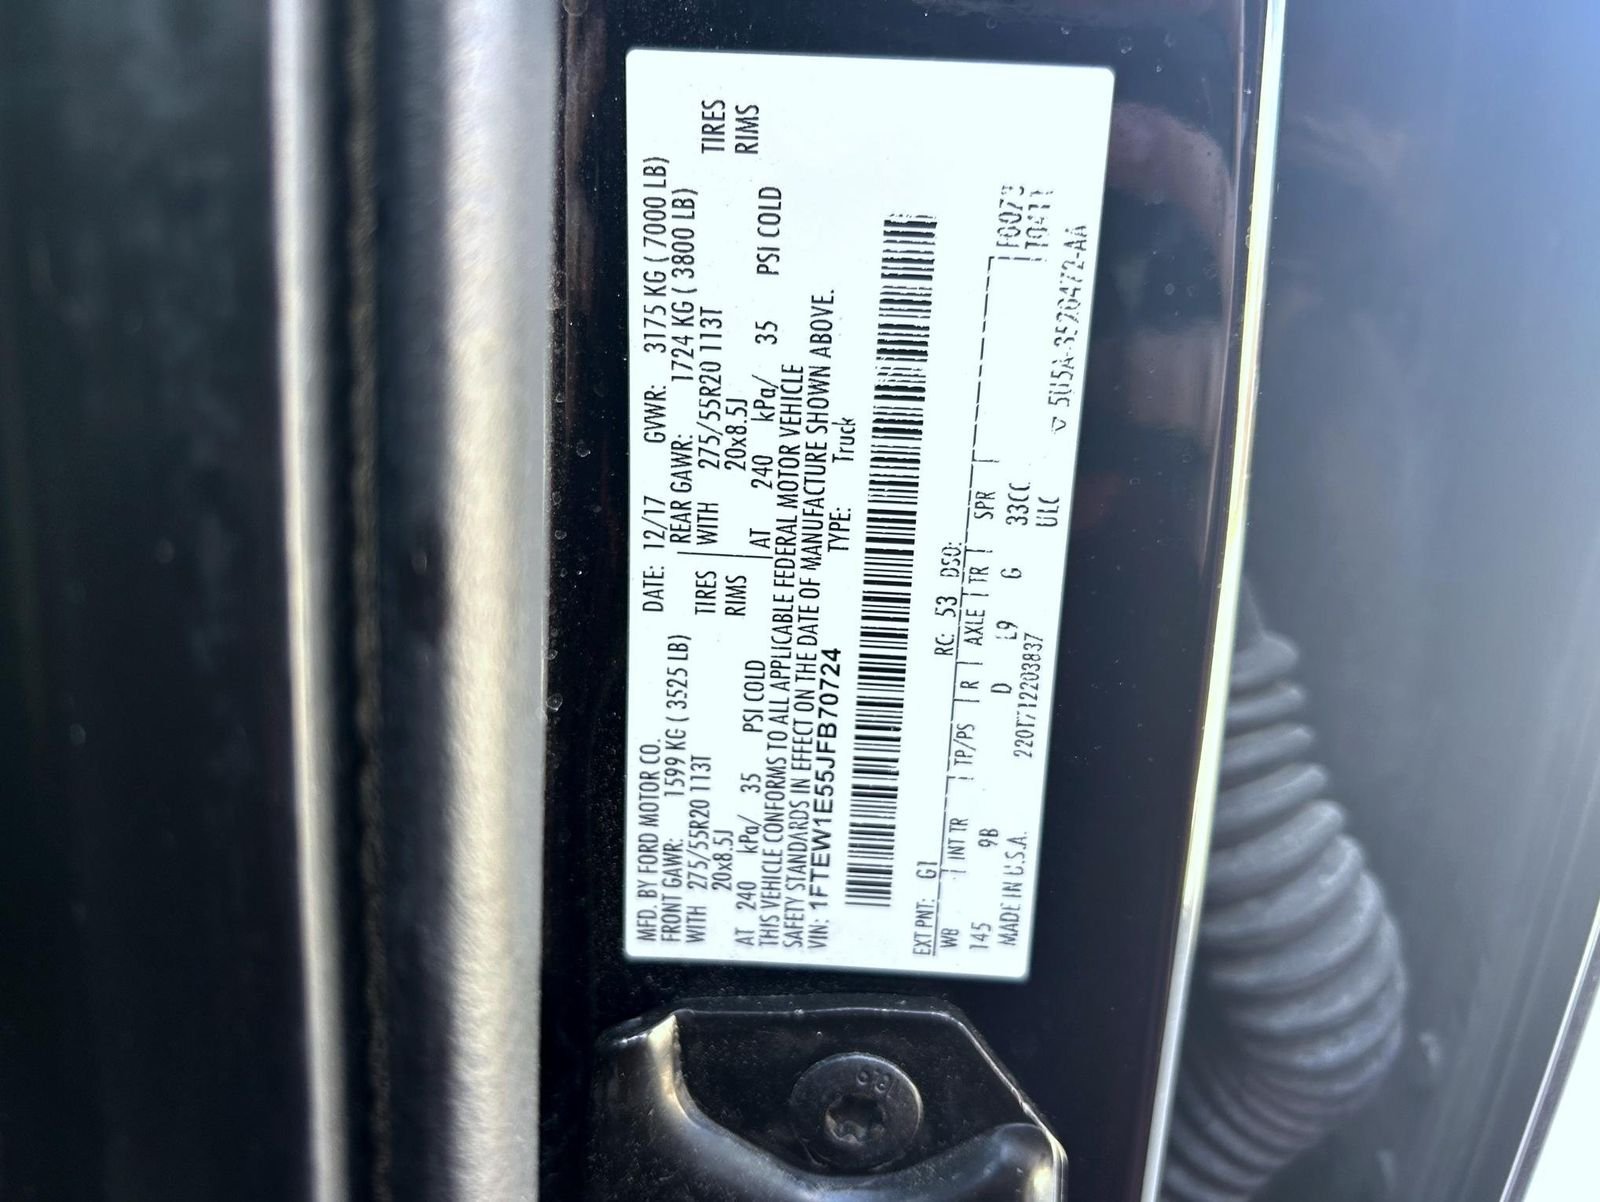 MFD. BY FORD MOTOR CO.
DATE: 12/17 GVWR: 3175 KG ( 7000 LB)
FRONT GAWR: 1599 KG ( 3525 LB)
REAR GAWR: 1724 KG ( 3800 LB)
WITH 275/55R20 113T TIRES
WITH 275/55R20 113T TIRES
20x8.5J RIMS
20x8.5J RIMS
AT 240 kPa/ 35 PSI COLD
AT 240 kPa/ 35 PSI COLD
THIS VEHICLE CONFORMS TO ALL APPLICABLE FEDERAL MOTOR VEHICLE
SAFETY STANDARDS IN EFFECT ON THE DATE OF MANUFACTURE SHOWN ABOVE.
VIN: 1FTEW1E55JFB70724 TYPE: Truck
EXT PNT: G1 RC: 53 DSO:
WB INT TR TP/PS R AXLE TR SPR
145 9B D L9 G 33CC
MADE IN U.S.A. ULC
▽ 5U5A-3520472-AA